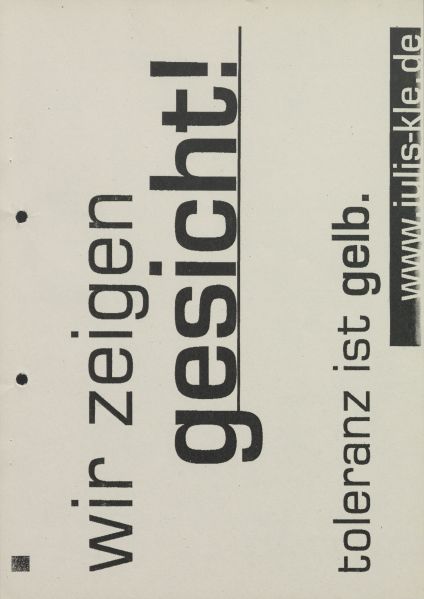 wir zeigen
gesicht!
toleranz ist gelb.
www.julis-kle.de